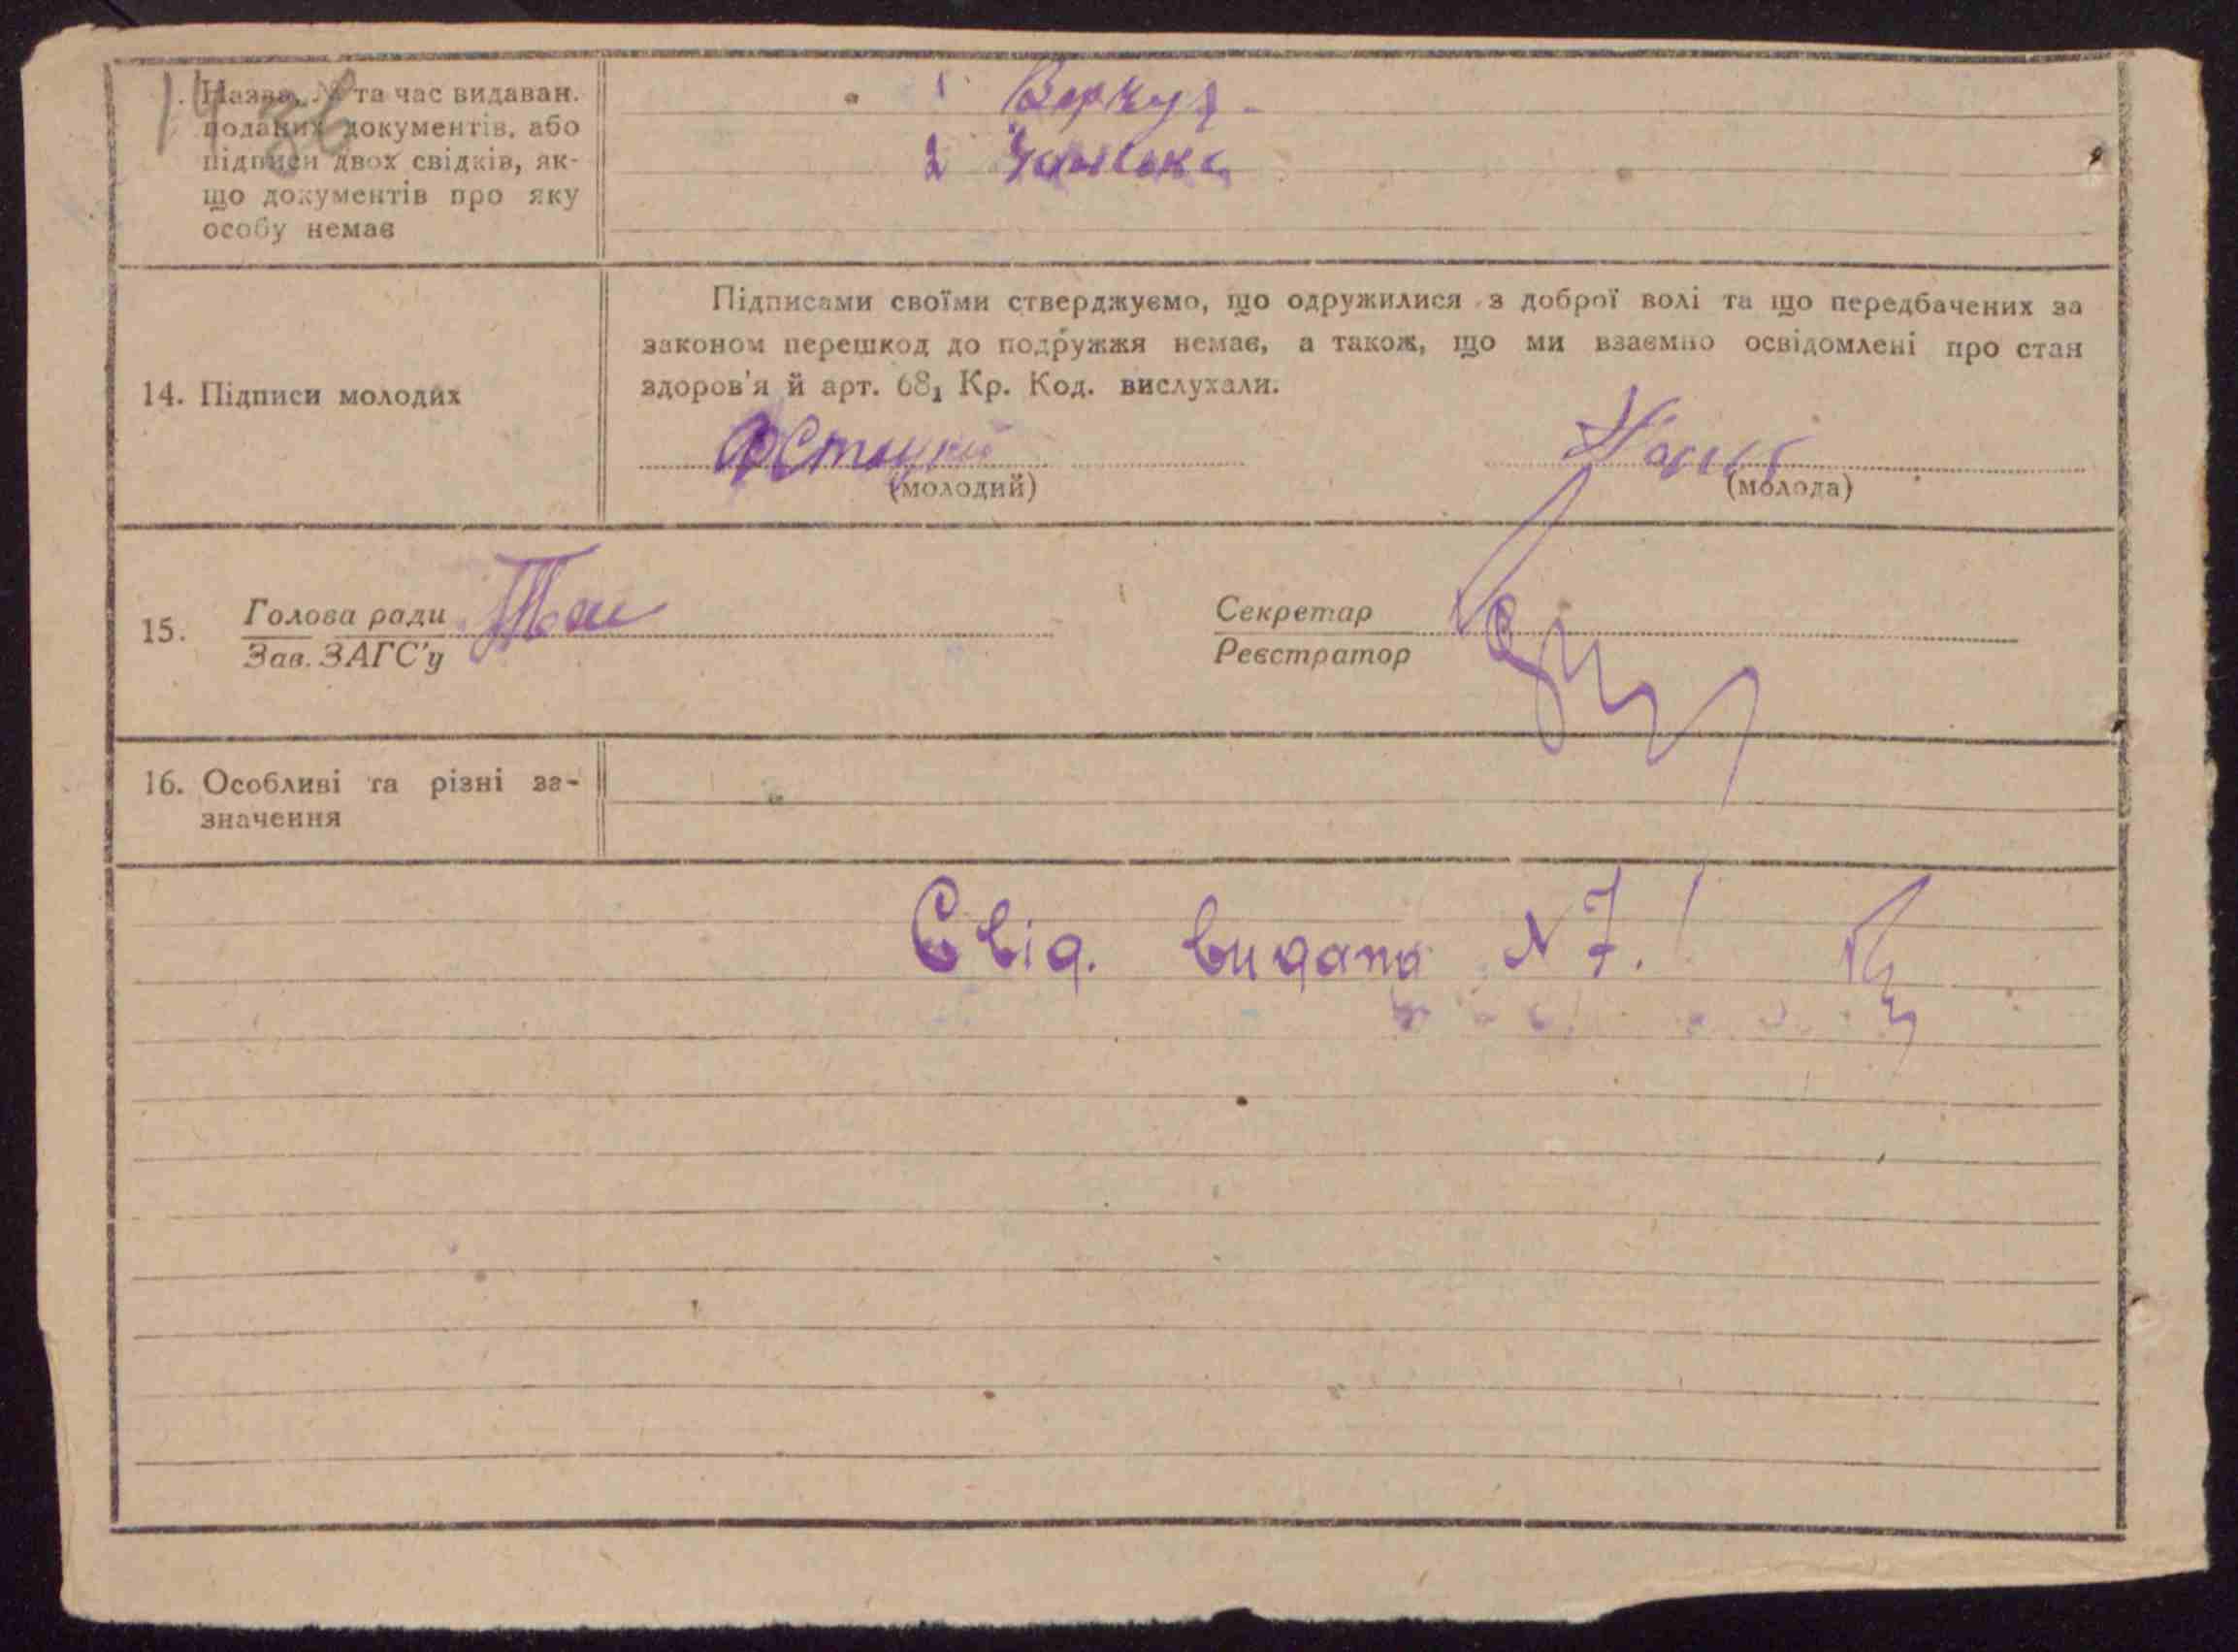 Назва, № та час видаван.
поданих документів, або
підписи двох свідків, як-
що документів про яку
особу немає
1
2
Підписами своїми стверджуємо, що одружилися з доброї волі та що передбачених за
законом перешкод до подружжя немає, а також, що ми взаємно освідомлені про стан
здоров'я й арт. 68₁ Кр. Код. вислухали.
14. Підписи молодих
(молодий) (молода)
15. Голова ради
Зав. ЗАГС'у
Секретар
Реєстратор
16. Особливі та різні за-
значення
Свід. видана N 7.